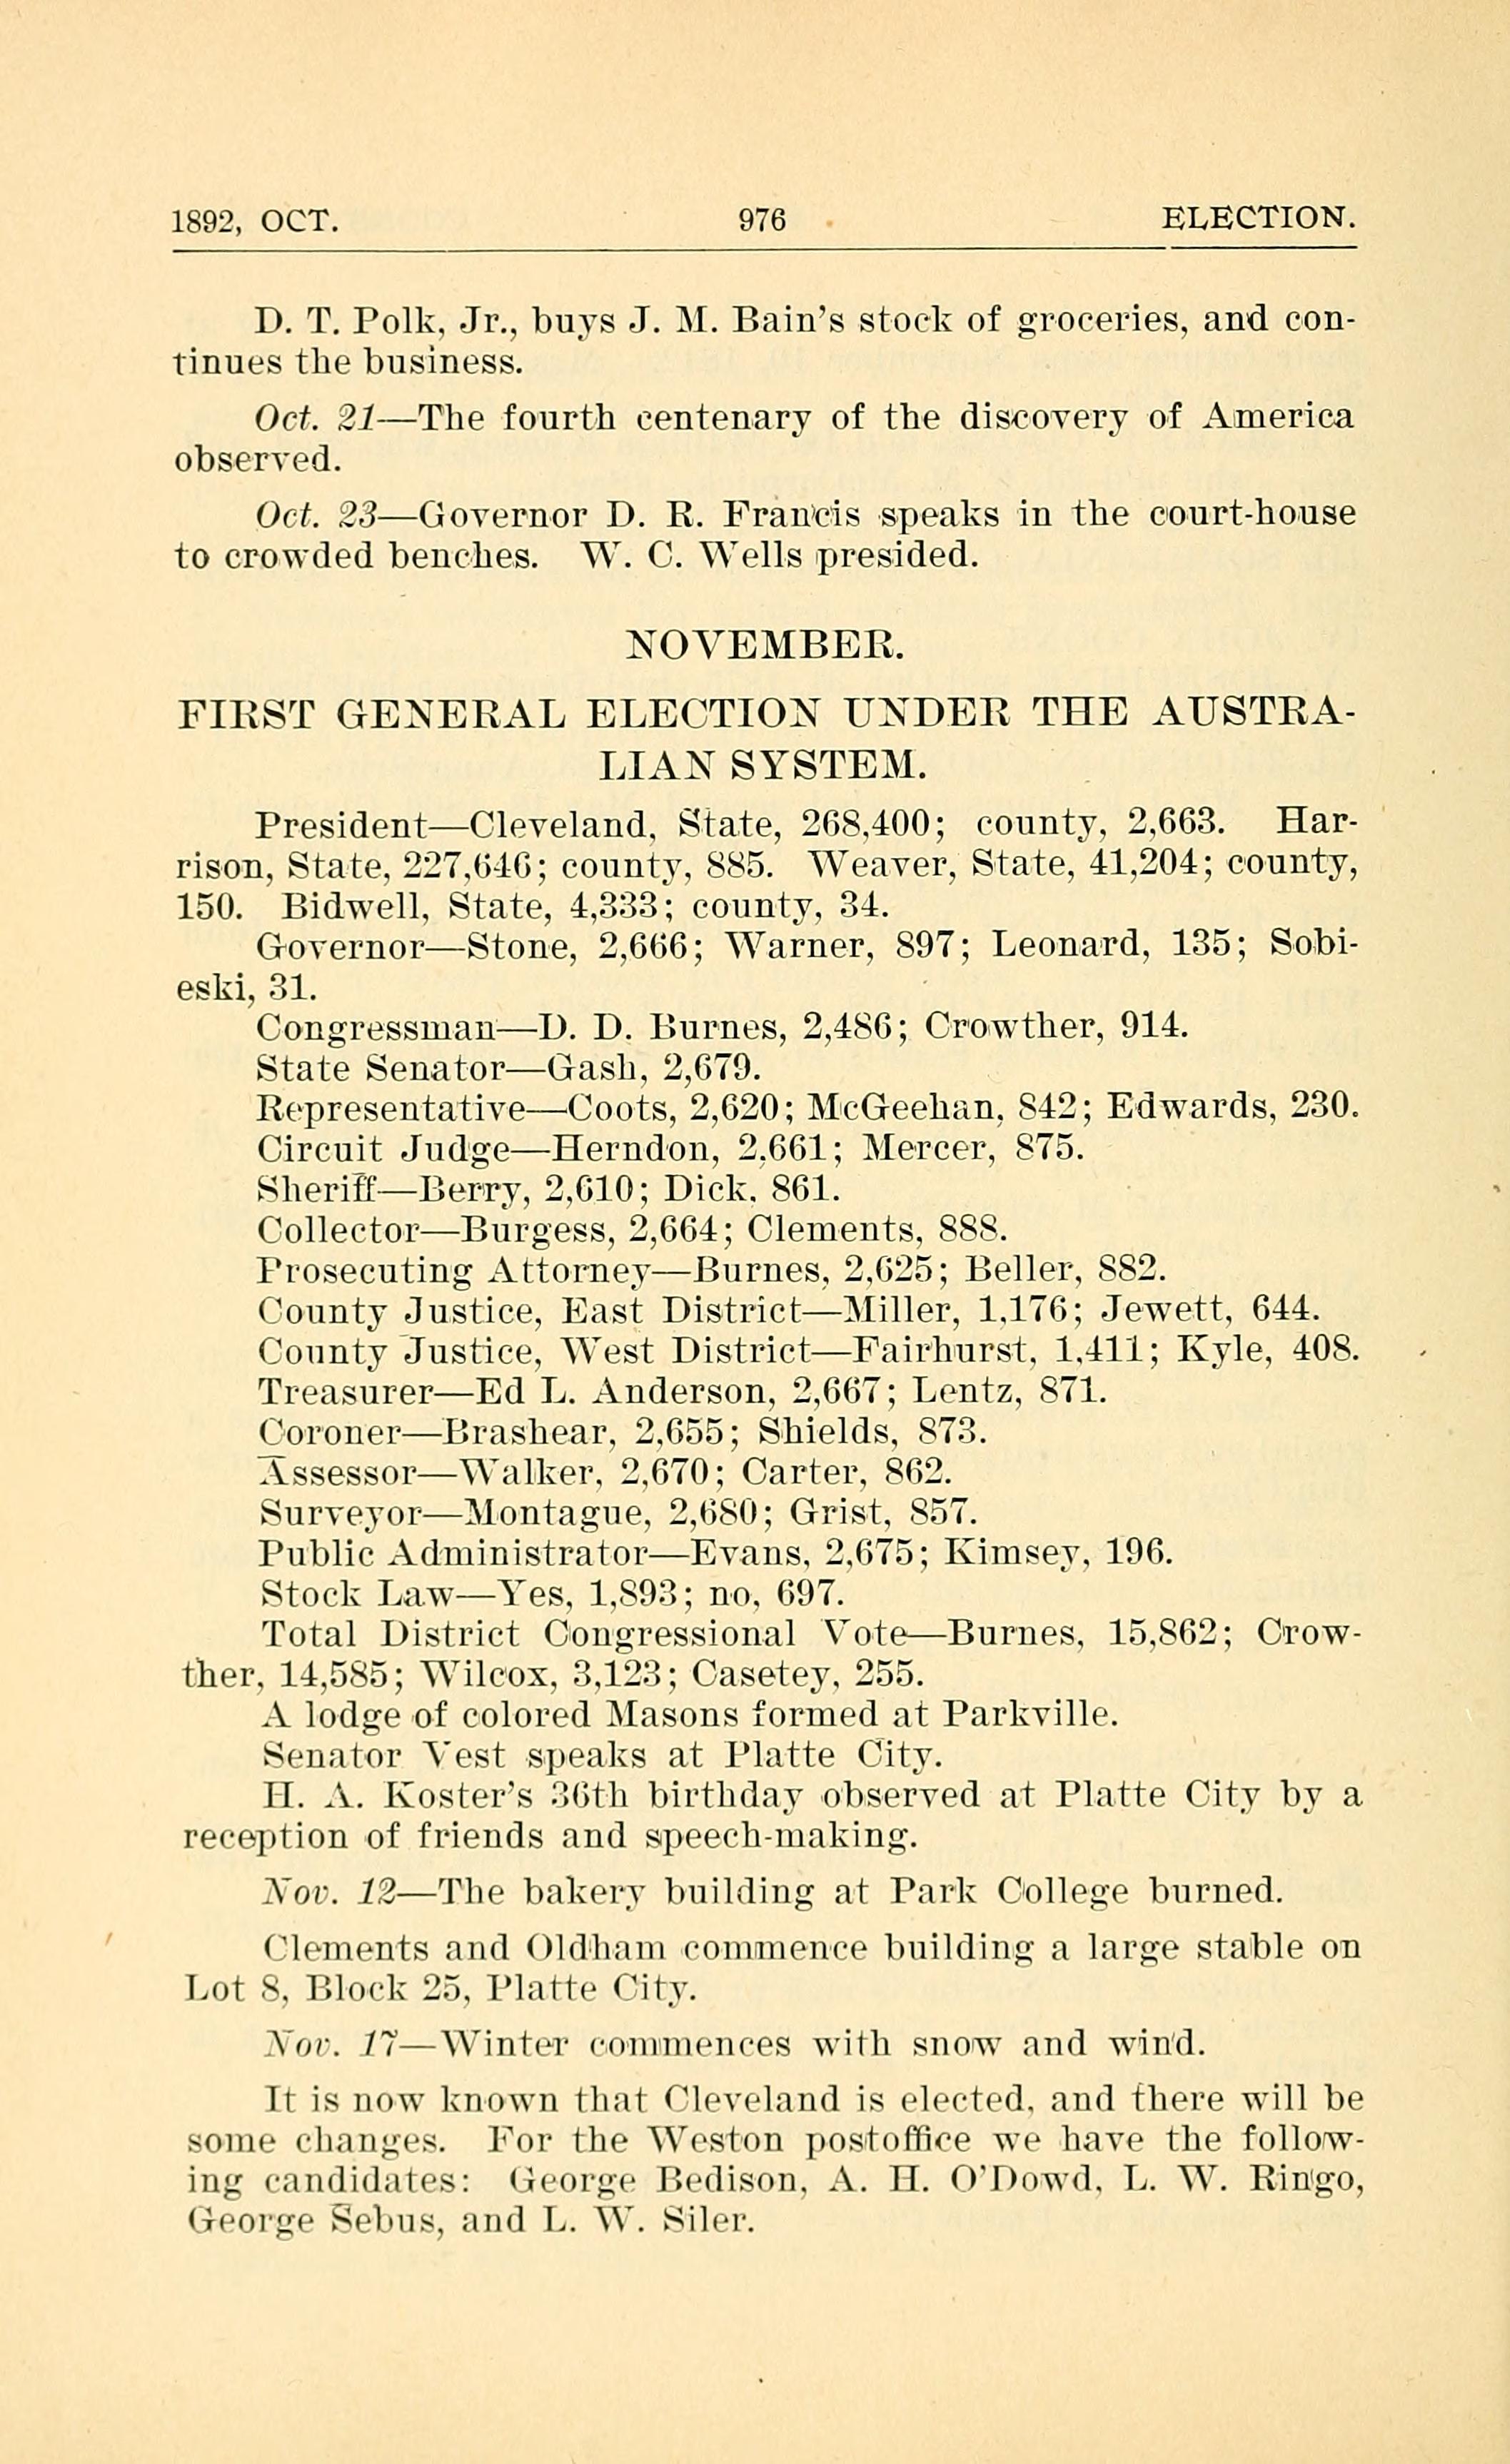 1892, OCT. 976 ELECTION.
D. T. Polk, Jr., buys J. M. Bain's stock of groceries, and con-
tinues the business.
Oct. 21—The fourth centenary of the discovery of America
observed.
Oct. 23—Governor D. R. Francis speaks in the court-house
to crowded benches. W. C. Wells presided.
NOVEMBER.
FIRST GENERAL ELECTION UNDER THE AUSTRA-
LIAN SYSTEM.
President—Cleveland, State, 268,400; county, 2,663. Har-
rison, State, 227,646; county, 885. Weaver, State, 41,204; county,
150. Bidwell, State, 4,333; county, 34.
Governor—Stone, 2,666; Warner, 897; Leonard, 135; Sobi-
eski, 31.
Congressman—D. D. Burnes, 2,486; Crowther, 914.
State Senator—Gash, 2,679.
Representative—Coots, 2,620; McGeehan, 842; Edwards, 230.
Circuit Judge—Herndon, 2,661; Mercer, 875.
Sheriff—Berry, 2,610; Dick, 861.
Collector—Burgess, 2,664; Clements, 888.
Prosecuting Attorney—Burnes, 2,625; Beller, 882.
County Justice, East District—Miller, 1,176; Jewett, 644.
County Justice, West District—Fairhurst, 1,411; Kyle, 408.
Treasurer—Ed L. Anderson, 2,667; Lentz, 871.
Coroner—Brashear, 2,655; Shields, 873.
Assessor—Walker, 2,670; Carter, 862.
Surveyor—Montague, 2,680; Grist, 857.
Public Administrator—Evans, 2,675; Kimsey, 196.
Stock Law—Yes, 1,893; no, 697.
Total District Congressional Vote—Burnes, 15,862; Crow-
ther, 14,585; Wilcox, 3,123; Casetey, 255.
A lodge of colored Masons formed at Parkville.
Senator Vest speaks at Platte City.
H. A. Koster's 36th birthday observed at Platte City by a
reception of friends and speech-making.
Nov. 12—The bakery building at Park College burned.
Clements and Oldham commence building a large stable on
Lot 8, Block 25, Platte City.
Nov. 17—Winter commences with snow and wind.
It is now known that Cleveland is elected, and there will be
some changes. For the Weston postoffice we have the follow-
ing candidates: George Bedison, A. H. O'Dowd, L. W. Ringo,
George Sebus, and L. W. Siler.